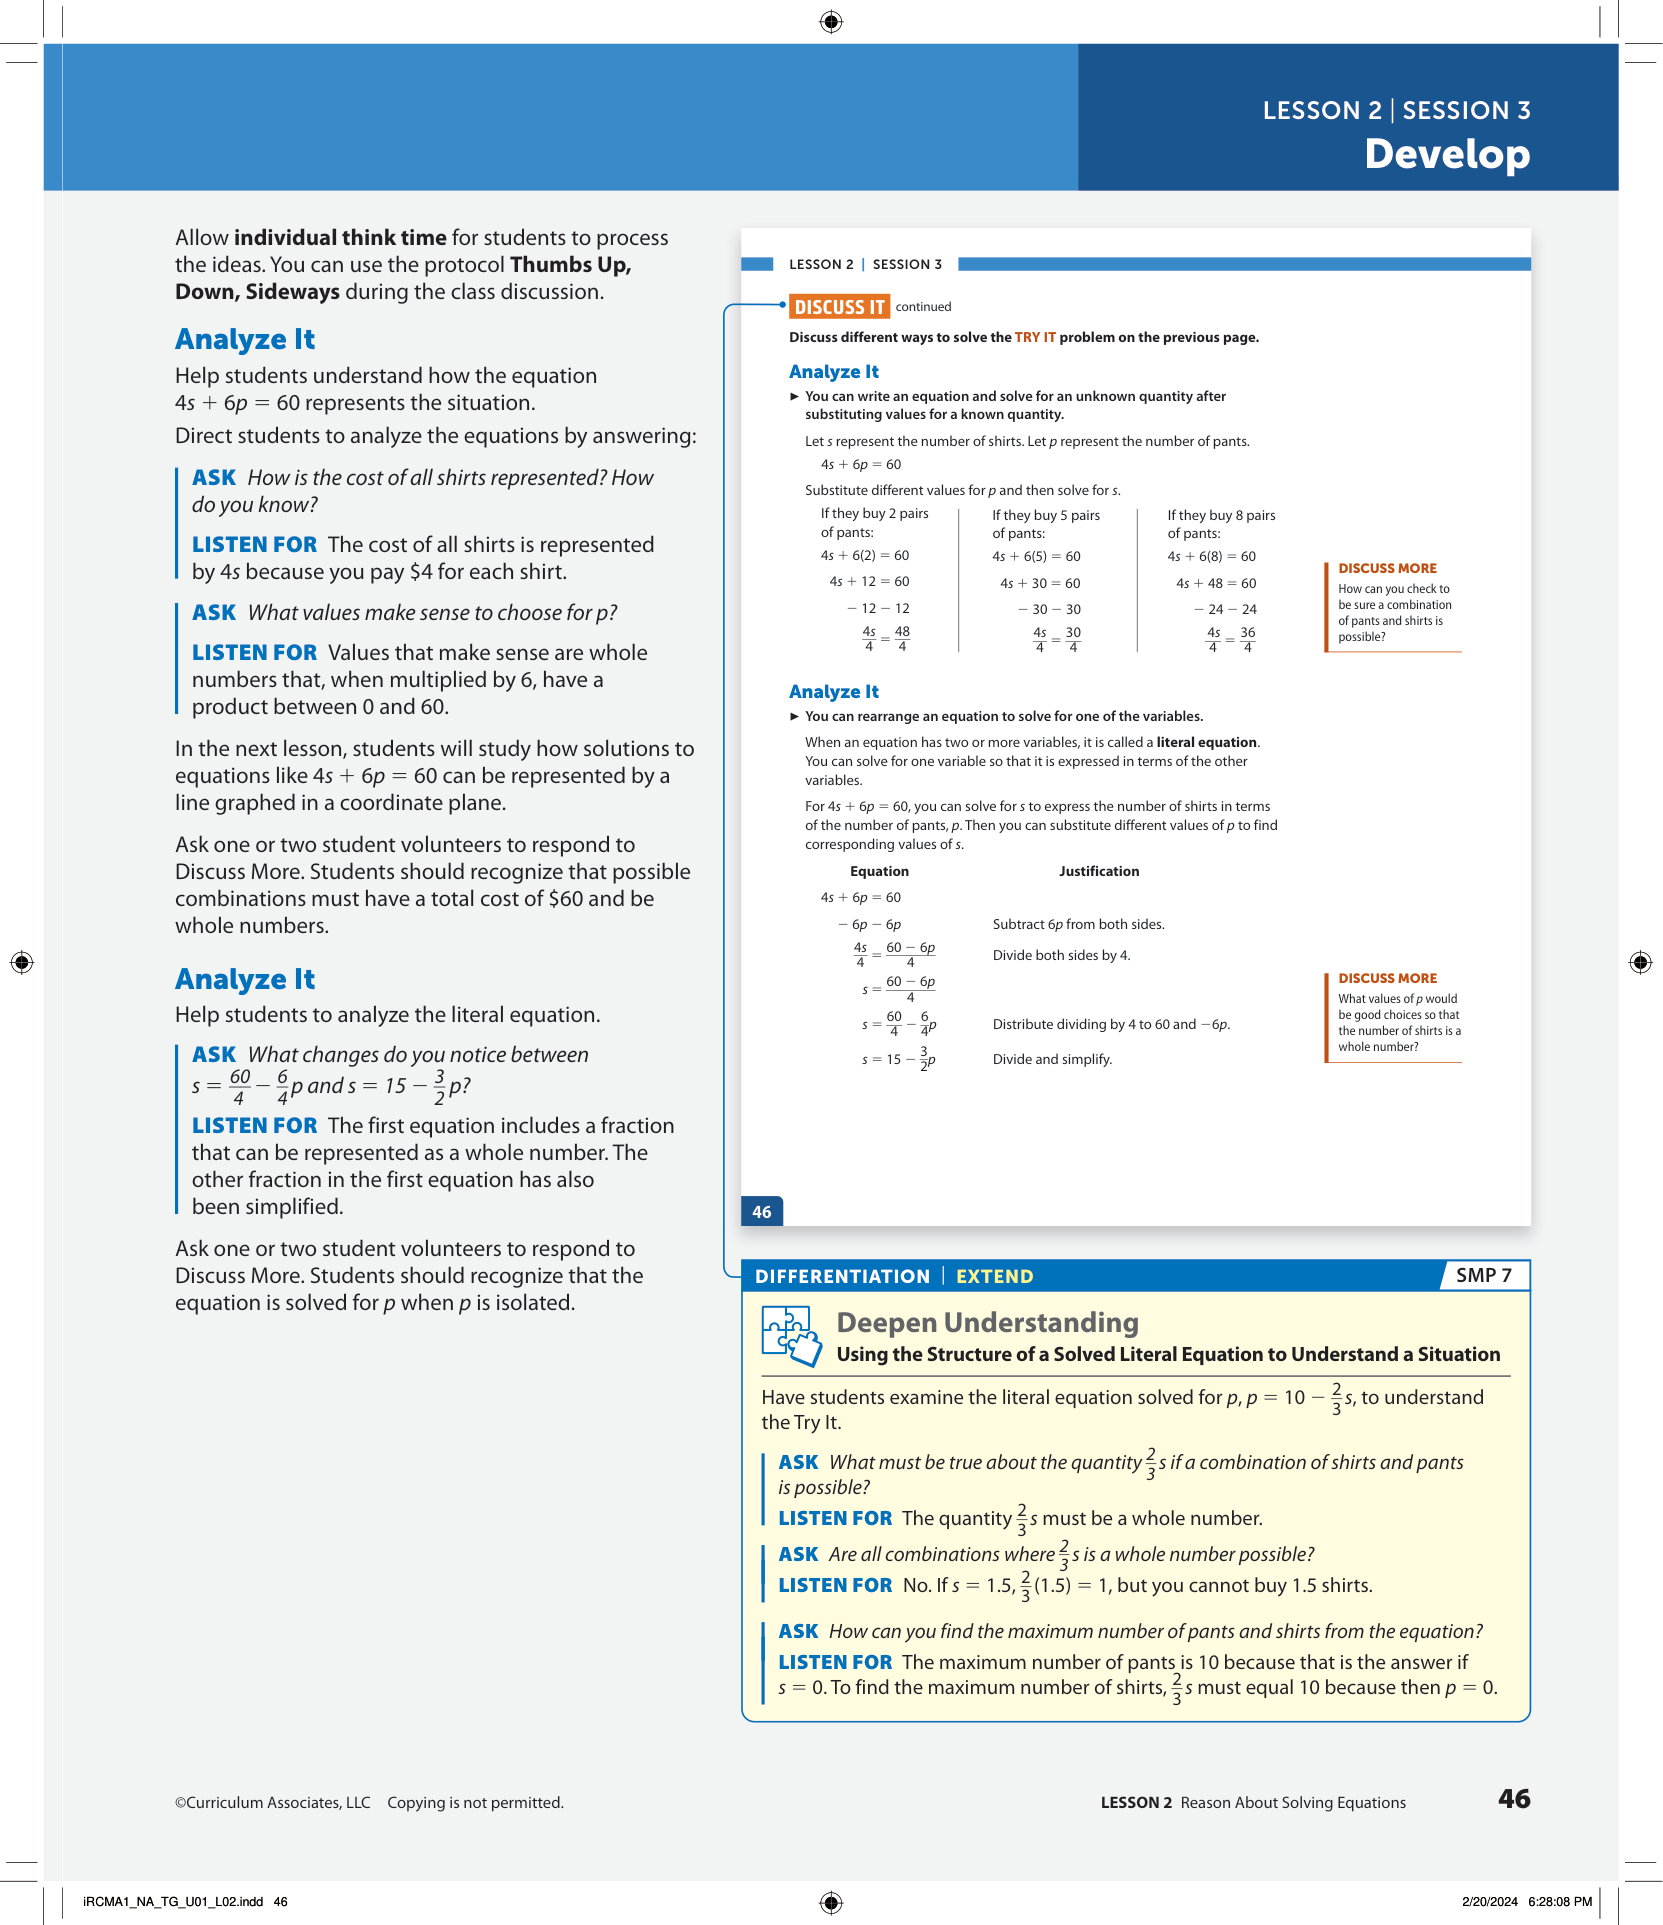 LESSON 2 | SESSION 3
Develop
Allow individual think time for students to process
the ideas. You can use the protocol Thumbs Up,
Down, Sideways during the class discussion.
Analyze It
Help students understand how the equation
4s + 6p = 60 represents the situation.
Direct students to analyze the equations by answering:
ASK How is the cost of all shirts represented? How
do you know?
LISTEN FOR The cost of all shirts is represented
by 4s because you pay $4 for each shirt.
ASK What values make sense to choose for p?
LISTEN FOR Values that make sense are whole
numbers that, when multiplied by 6, have a
product between 0 and 60.
In the next lesson, students will study how solutions to
equations like 4s + 6p = 60 can be represented by a
line graphed in a coordinate plane.
Ask one or two student volunteers to respond to
Discuss More. Students should recognize that possible
combinations must have a total cost of $60 and be
whole numbers.
Analyze It
Help students to analyze the literal equation.
ASK What changes do you notice between
s = 60/4 − 6/4 p and s = 15 − 3/2 p?
LISTEN FOR The first equation includes a fraction
that can be represented as a whole number. The
other fraction in the first equation has also
been simplified.
Ask one or two student volunteers to respond to
Discuss More. Students should recognize that the
equation is solved for p when p is isolated.
LESSON 2 | SESSION 3
DISCUSS IT continued
Discuss different ways to solve the TRY IT problem on the previous page.
Analyze It
► You can write an equation and solve for an unknown quantity after
substituting values for a known quantity.
Let s represent the number of shirts. Let p represent the number of pants.
4s + 6p = 60
Substitute different values for p and then solve for s.
If they buy 2 pairs
of pants:
4s + 6(2) = 60
4s + 12 = 60
− 12 − 12
4s/4 = 48/4
If they buy 5 pairs
of pants:
4s + 6(5) = 60
4s + 30 = 60
− 30 − 30
4s/4 = 30/4
If they buy 8 pairs
of pants:
4s + 6(8) = 60
4s + 48 = 60
− 24 − 24
4s/4 = 36/4
DISCUSS MORE
How can you check to
be sure a combination
of pants and shirts is
possible?
Analyze It
► You can rearrange an equation to solve for one of the variables.
When an equation has two or more variables, it is called a literal equation.
You can solve for one variable so that it is expressed in terms of the other
variables.
For 4s + 6p = 60, you can solve for s to express the number of shirts in terms
of the number of pants, p. Then you can substitute different values of p to find
corresponding values of s.
Equation Justification
4s + 6p = 60
− 6p − 6p Subtract 6p from both sides.
4s/4 = (60 − 6p)/4 Divide both sides by 4.
s = (60 − 6p)/4
s = 60/4 − 6/4 p Distribute dividing by 4 to 60 and −6p.
s = 15 − 3/2 p Divide and simplify.
DISCUSS MORE
What values of p would
be good choices so that
the number of shirts is a
whole number?
46
DIFFERENTIATION | EXTEND
SMP 7
Deepen Understanding
Using the Structure of a Solved Literal Equation to Understand a Situation
Have students examine the literal equation solved for p, p = 10 − 2/3 s, to understand
the Try It.
ASK What must be true about the quantity 2/3 s if a combination of shirts and pants
is possible?
LISTEN FOR The quantity 2/3 s must be a whole number.
ASK Are all combinations where 2/3 s is a whole number possible?
LISTEN FOR No. If s = 1.5, 2/3 (1.5) = 1, but you cannot buy 1.5 shirts.
ASK How can you find the maximum number of pants and shirts from the equation?
LISTEN FOR The maximum number of pants is 10 because that is the answer if
s = 0. To find the maximum number of shirts, 2/3 s must equal 10 because then p = 0.
©Curriculum Associates, LLC Copying is not permitted.
LESSON 2 Reason About Solving Equations 46
iRCMA1_NA_TG_U01_L02.indd 46
2/20/2024 6:28:08 PM